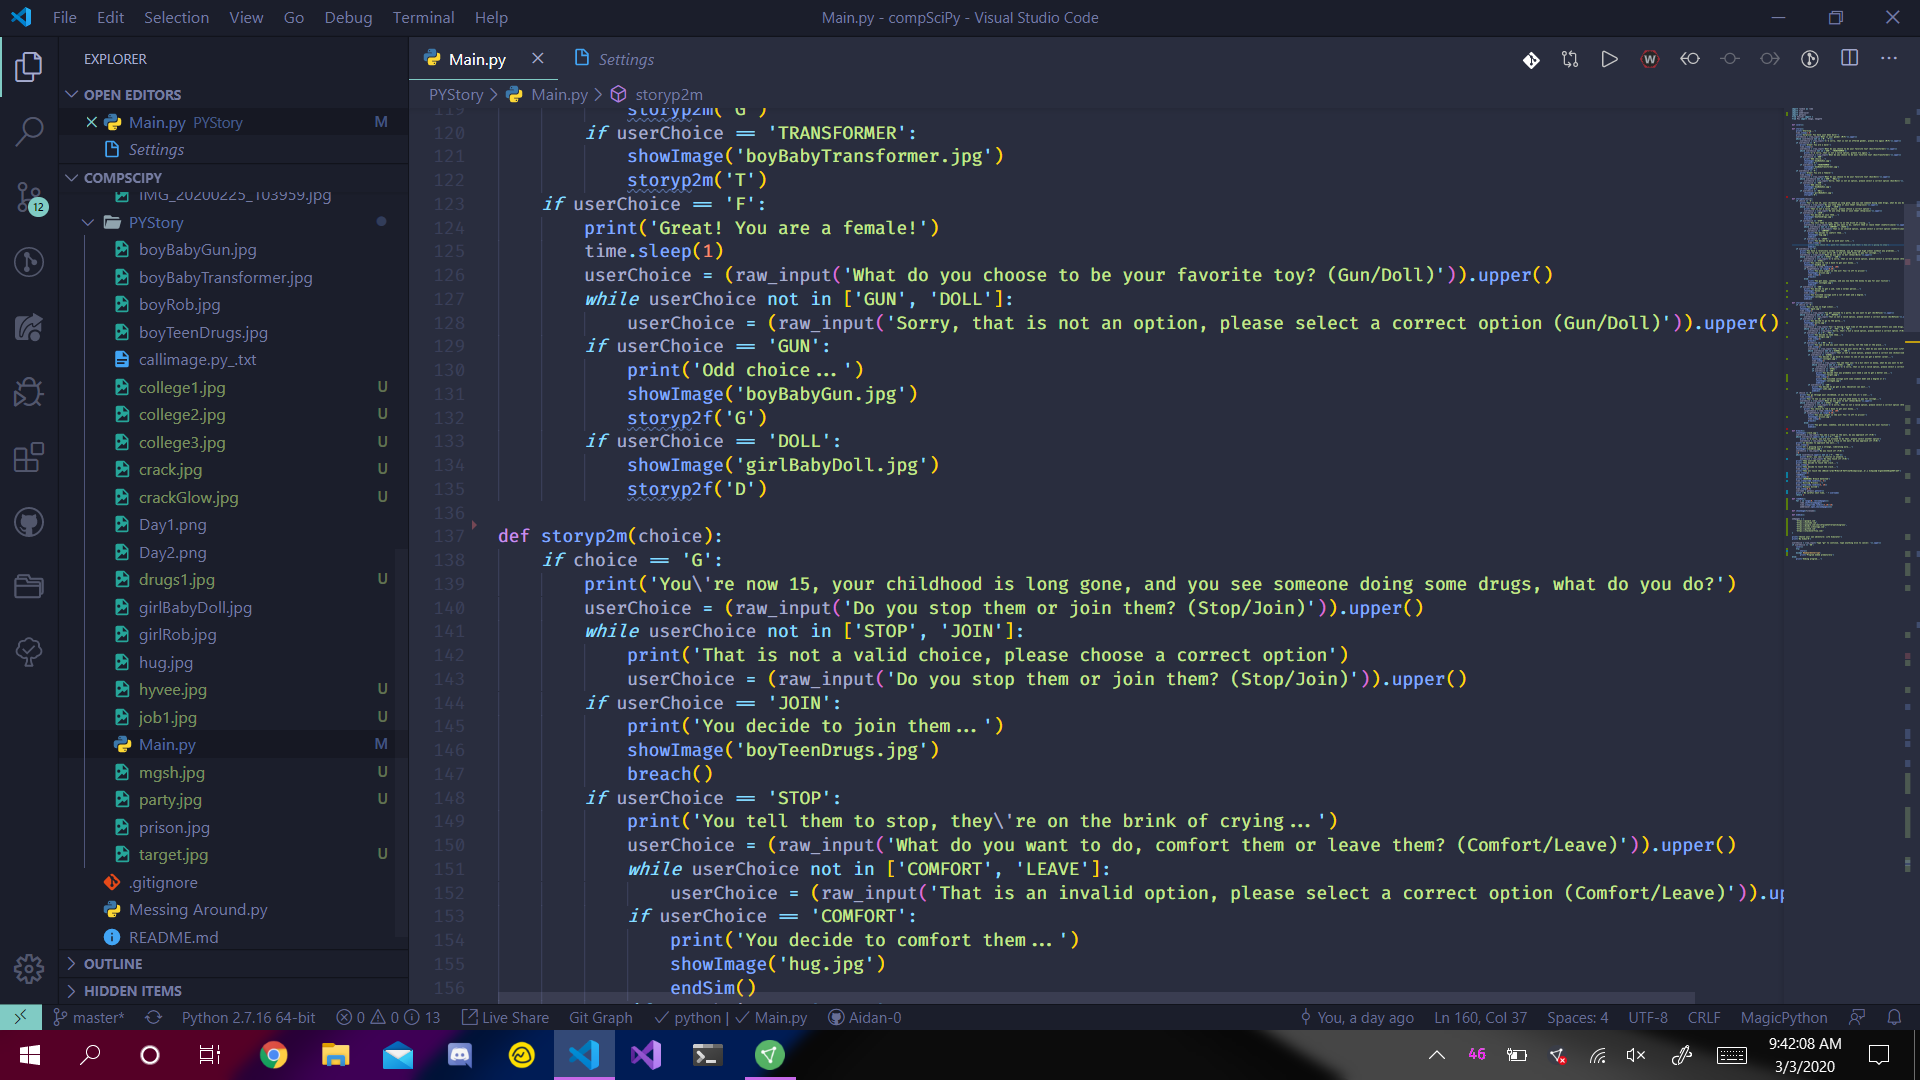 File Edit Selection View Go Debug Terminal Help
Main.py - compSciPy - Visual Studio Code
EXPLORER
OPEN EDITORS
Main.py PYStory M
Settings
COMPSCIPY
IMG_20200225_103959.jpg
PYStory
boyBabyGun.jpg
boyBabyTransformer.jpg
boyRob.jpg
boyTeenDrugs.jpg
callimage.py_.txt
college1.jpg U
college2.jpg U
college3.jpg U
crack.jpg U
crackGlow.jpg U
Day1.png
Day2.png
drugs1.jpg U
girlBabyDoll.jpg
girlRob.jpg
hug.jpg
hyvee.jpg U
job1.jpg U
Main.py M
mgsh.jpg U
party.jpg U
prison.jpg
target.jpg U
.gitignore
Messing Around.py
README.md
OUTLINE
HIDDEN ITEMS
12
Main.py
Settings
PYStory > Main.py > storyp2m
119 storyp2m('G')
120 if userChoice == 'TRANSFORMER':
121 showImage('boyBabyTransformer.jpg')
122 storyp2m('T')
123 if userChoice == 'F':
124 print('Great! You are a female!')
125 time.sleep(1)
126 userChoice = (raw_input('What do you choose to be your favorite toy? (Gun/Doll)')).upper()
127 while userChoice not in ['GUN', 'DOLL']:
128 userChoice = (raw_input('Sorry, that is not an option, please select a correct option (Gun/Doll)')).upper()
129 if userChoice == 'GUN':
130 print('Odd choice...')
131 showImage('boyBabyGun.jpg')
132 storyp2f('G')
133 if userChoice == 'DOLL':
134 showImage('girlBabyDoll.jpg')
135 storyp2f('D')
136
137 def storyp2m(choice):
138 if choice == 'G':
139 print('You\'re now 15, your childhood is long gone, and you see someone doing some drugs, what do you do?')
140 userChoice = (raw_input('Do you stop them or join them? (Stop/Join)')).upper()
141 while userChoice not in ['STOP', 'JOIN']:
142 print('That is not a valid choice, please choose a correct option')
143 userChoice = (raw_input('Do you stop them or join them? (Stop/Join)')).upper()
144 if userChoice == 'JOIN':
145 print('You decide to join them...')
146 showImage('boyTeenDrugs.jpg')
147 breach()
148 if userChoice == 'STOP':
149 print('You tell them to stop, they\'re on the brink of crying...')
150 userChoice = (raw_input('What do you want to do, comfort them or leave them? (Comfort/Leave)')).upper()
151 while userChoice not in ['COMFORT', 'LEAVE']:
152 userChoice = (raw_input('That is an invalid option, please select a correct option (Comfort/Leave)')).up
153 if userChoice == 'COMFORT':
154 print('You decide to comfort them...')
155 showImage('hug.jpg')
156 endSim()
master* Python 2.7.16 64-bit 0 0 13 Live Share Git Graph python | Main.py Aidan-0 You, a day ago Ln 160, Col 37 Spaces: 4 UTF-8 CRLF MagicPython
46
9:42:08 AM
3/3/2020